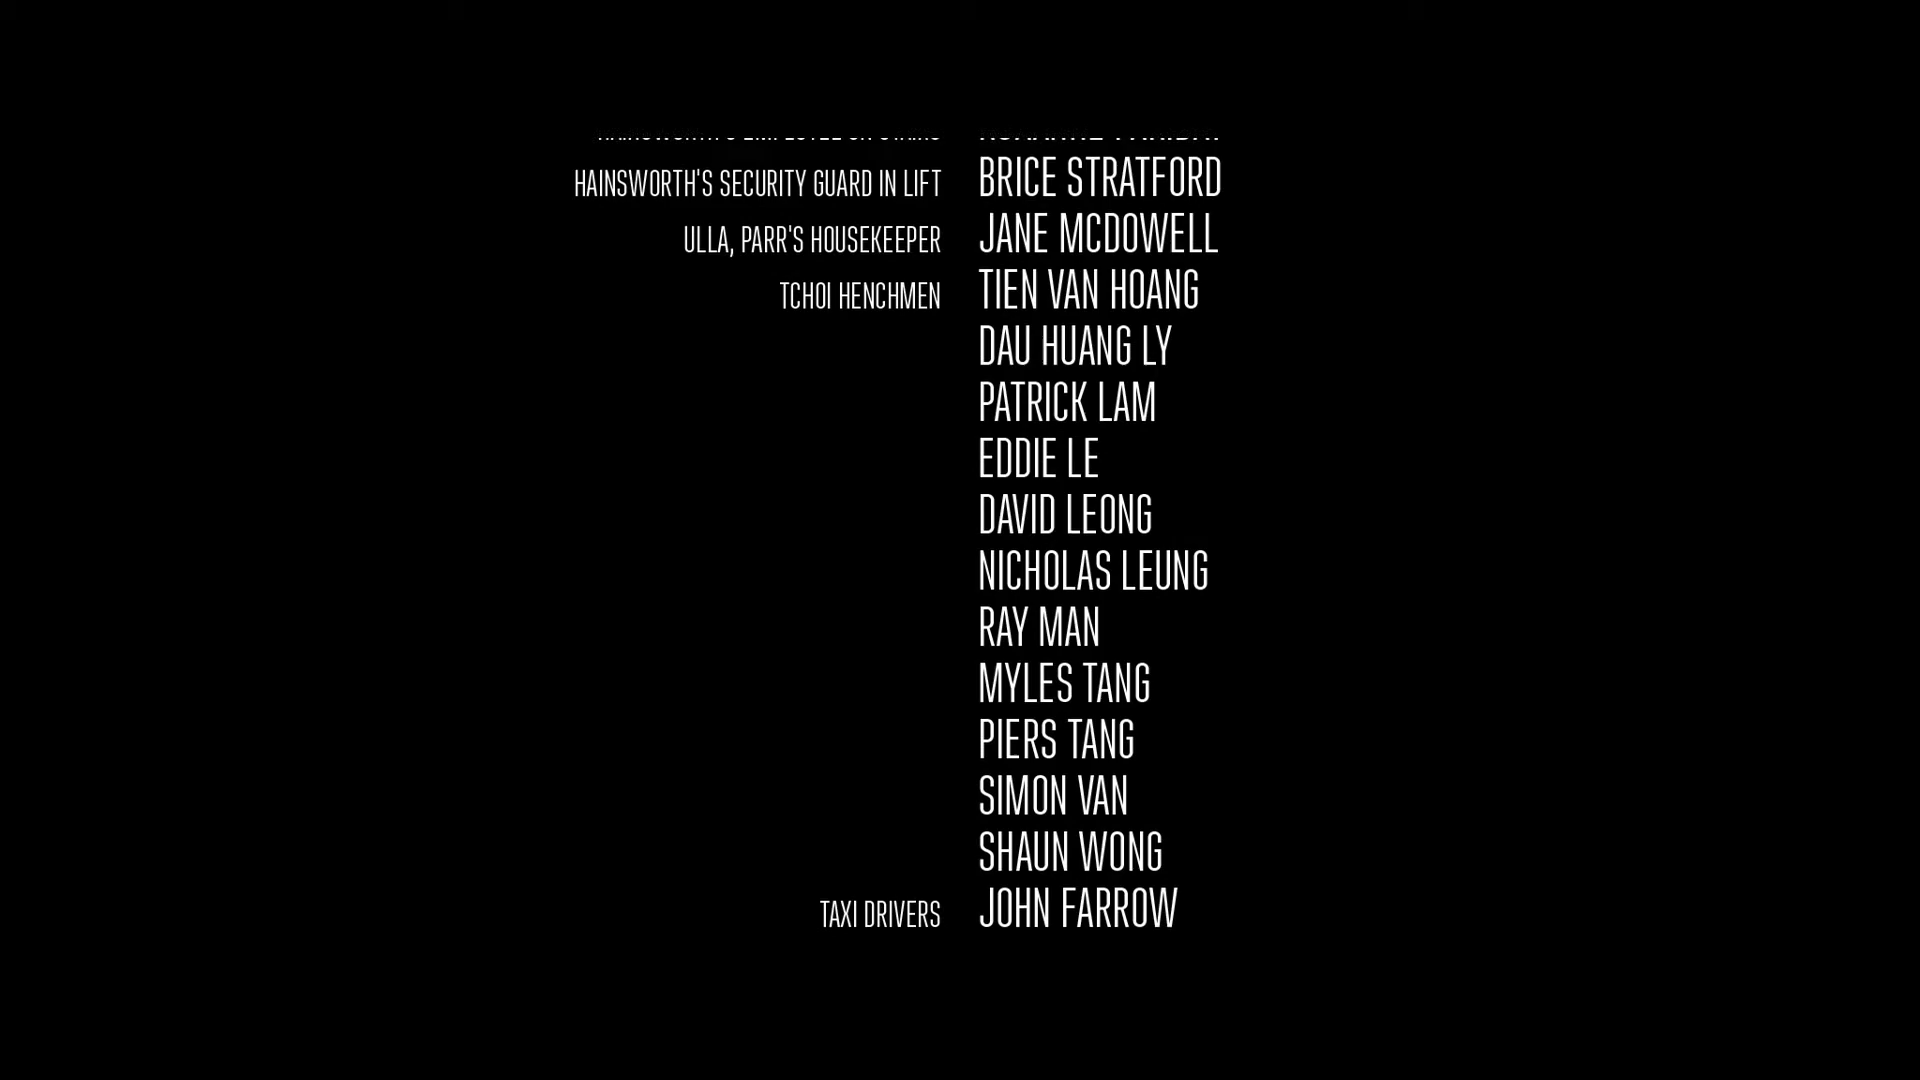 HAINSWORTH'S SECURITY GUARD IN LIFT BRICE STRATFORD
ULLA, PARR'S HOUSEKEEPER JANE MCDOWELL
TCHOI HENCHMEN TIEN VAN HOANG
DAU HUANG LY
PATRICK LAM
EDDIE LE
DAVID LEONG
NICHOLAS LEUNG
RAY MAN
MYLES TANG
PIERS TANG
SIMON VAN
SHAUN WONG
TAXI DRIVERS JOHN FARROW